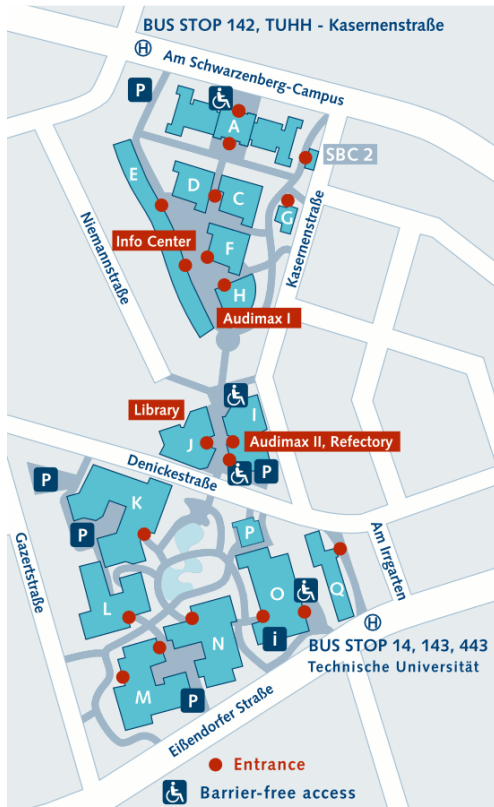 BUS STOP 142, TUHH - Kasernenstraße
H
Am Schwarzenberg-Campus
P
A
SBC 2
E
D
C
G
Niemannstraße
Info Center
F
Kasernenstraße
H
Audimax I
Library
I
J
Audimax II, Refectory
P
Denickestraße
P
K
P
P
Am Irrgarten
Gazertstraße
L
O
Q
N
i
H
BUS STOP 14, 143, 443
Technische Universität
M
P
Eißendorfer Straße
Entrance
Barrier-free access